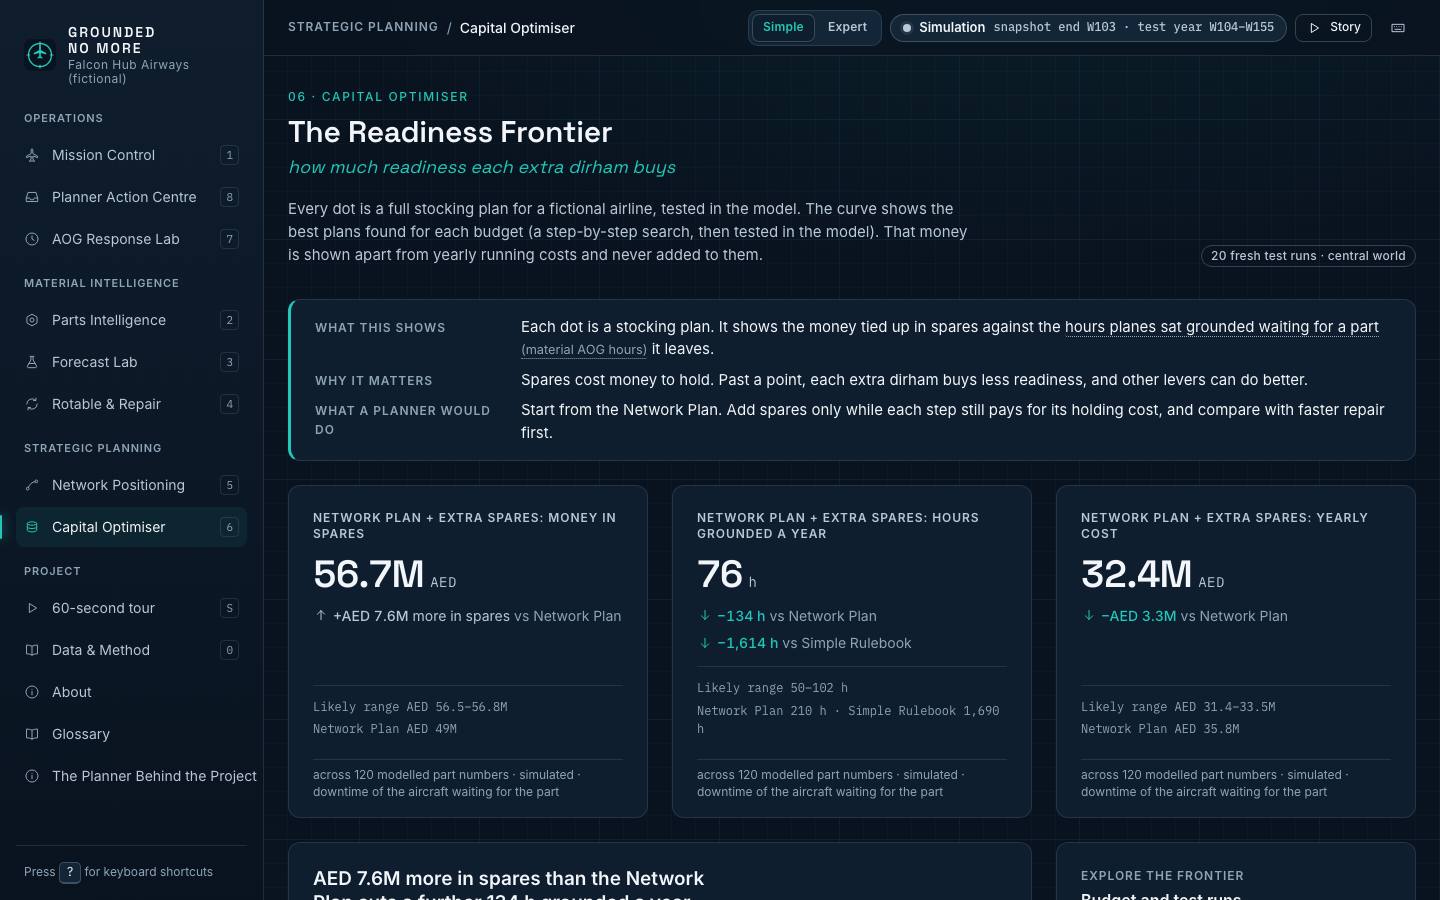 GROUNDED
NO MORE
Falcon Hub Airways
(fictional)
OPERATIONS
Mission Control 1
Planner Action Centre 8
AOG Response Lab 7
MATERIAL INTELLIGENCE
Parts Intelligence 2
Forecast Lab 3
Rotable & Repair 4
STRATEGIC PLANNING
Network Positioning 5
Capital Optimiser 6
PROJECT
60-second tour S
Data & Method 0
About
Glossary
The Planner Behind the Project
Press ? for keyboard shortcuts
STRATEGIC PLANNING / Capital Optimiser
Simple Expert
Simulation snapshot end W103 · test year W104–W155
Story
06 · CAPITAL OPTIMISER
The Readiness Frontier
how much readiness each extra dirham buys
Every dot is a full stocking plan for a fictional airline, tested in the model. The curve shows the
best plans found for each budget (a step-by-step search, then tested in the model). That money
is shown apart from yearly running costs and never added to them.
20 fresh test runs · central world
WHAT THIS SHOWS
Each dot is a stocking plan. It shows the money tied up in spares against the hours planes sat grounded waiting for a part
(material AOG hours) it leaves.
WHY IT MATTERS
Spares cost money to hold. Past a point, each extra dirham buys less readiness, and other levers can do better.
WHAT A PLANNER WOULD
DO
Start from the Network Plan. Add spares only while each step still pays for its holding cost, and compare with faster repair
first.
NETWORK PLAN + EXTRA SPARES: MONEY IN
SPARES
56.7M AED
↑ +AED 7.6M more in spares vs Network Plan
Likely range AED 56.5–56.8M
Network Plan AED 49M
across 120 modelled part numbers · simulated ·
downtime of the aircraft waiting for the part
NETWORK PLAN + EXTRA SPARES: HOURS
GROUNDED A YEAR
76 h
↓ −134 h vs Network Plan
↓ −1,614 h vs Simple Rulebook
Likely range 50–102 h
Network Plan 210 h · Simple Rulebook 1,690
h
across 120 modelled part numbers · simulated ·
downtime of the aircraft waiting for the part
NETWORK PLAN + EXTRA SPARES: YEARLY
COST
32.4M AED
↓ −AED 3.3M vs Network Plan
Likely range AED 31.4–33.5M
Network Plan AED 35.8M
across 120 modelled part numbers · simulated ·
downtime of the aircraft waiting for the part
AED 7.6M more in spares than the Network
Plan cuts a further 134 h grounded a year
EXPLORE THE FRONTIER
Budget and test runs